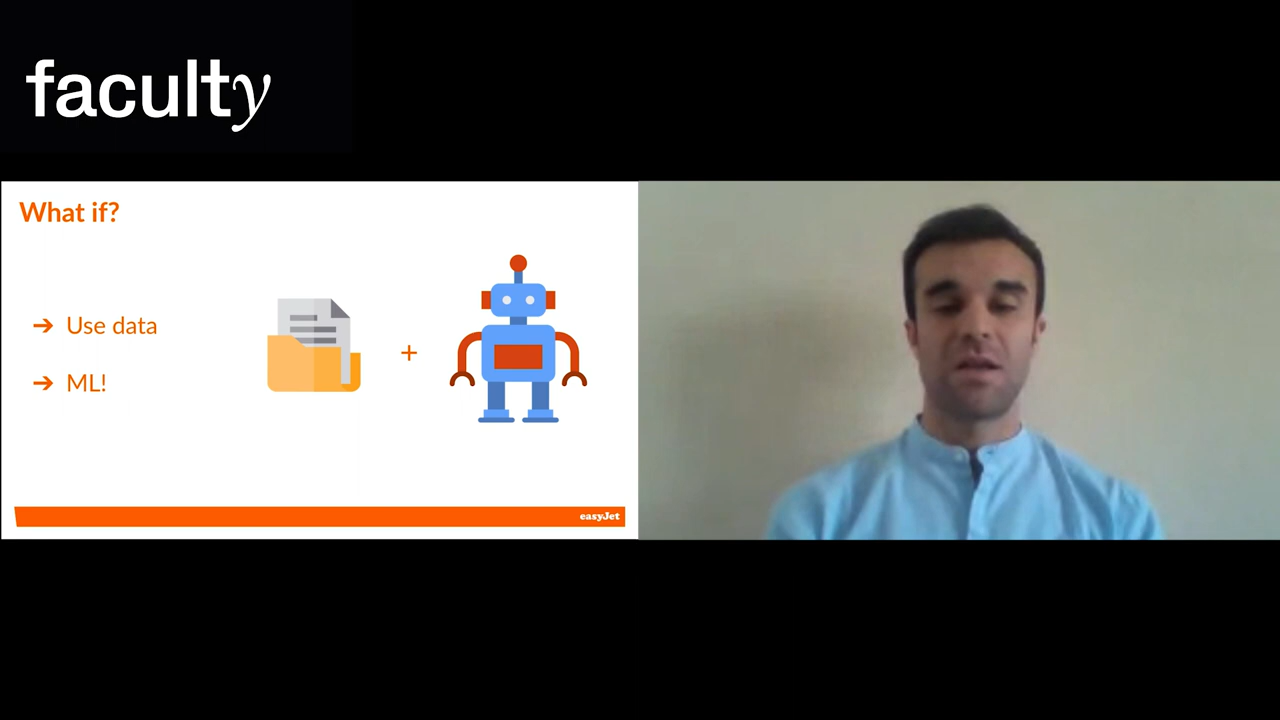 faculty
What if?
➔ Use data
➔ ML!
+
easyJet